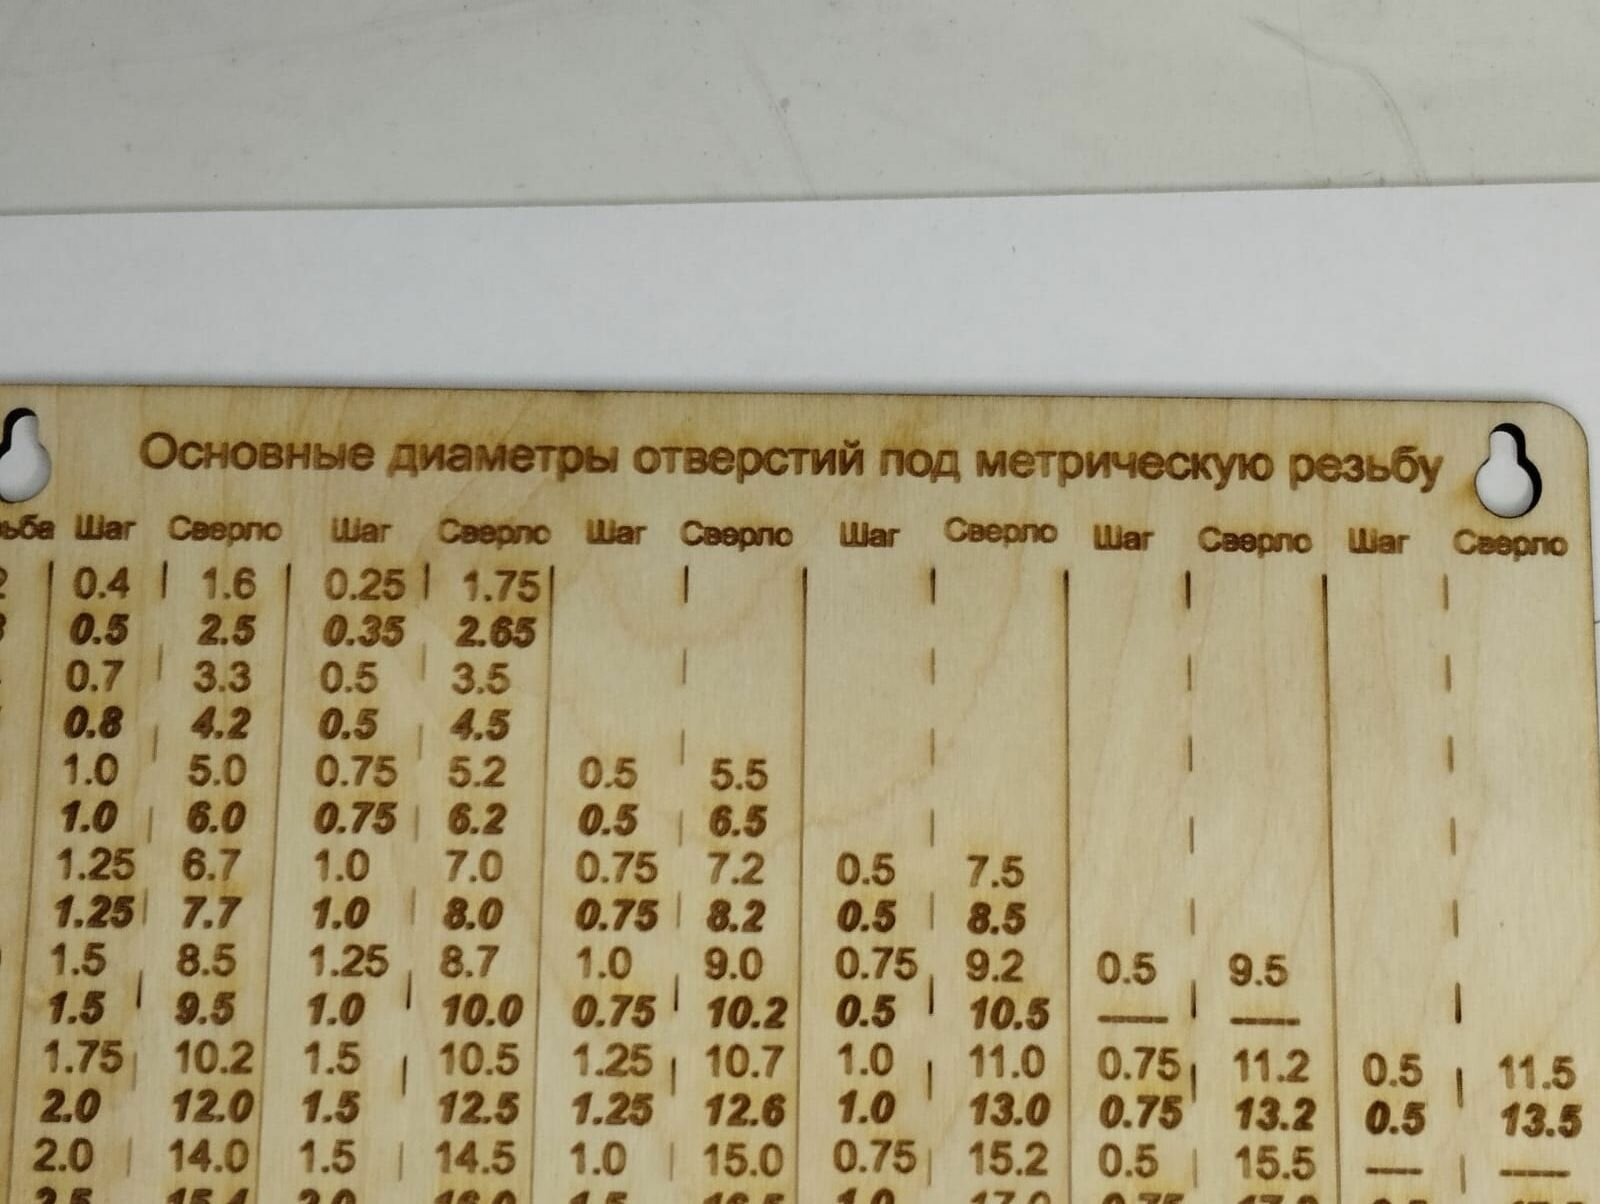 Основные диаметры отверстий под метрическую резьбу
Шаг Сверло Шаг Сверло Шаг Сверло Шаг Сверло Шаг Сверло Шаг Сверло
0.4 1.6 0.25 1.75
0.5 2.5 0.35 2.65
0.7 3.3 0.5 3.5
0.8 4.2 0.5 4.5
1.0 5.0 0.75 5.2 0.5 5.5
1.0 6.0 0.75 6.2 0.5 6.5
1.25 6.7 1.0 7.0 0.75 7.2 0.5 7.5
1.25 7.7 1.0 8.0 0.75 8.2 0.5 8.5
1.5 8.5 1.25 8.7 1.0 9.0 0.75 9.2 0.5 9.5
1.5 9.5 1.0 10.0 0.75 10.2 0.5 10.5 — —
1.75 10.2 1.5 10.5 1.25 10.7 1.0 11.0 0.75 11.2 0.5 11.5
2.0 12.0 1.5 12.5 1.25 12.6 1.0 13.0 0.75 13.2 0.5 13.5
2.0 14.0 1.5 14.5 1.0 15.0 0.75 15.2 0.5 15.5 — —